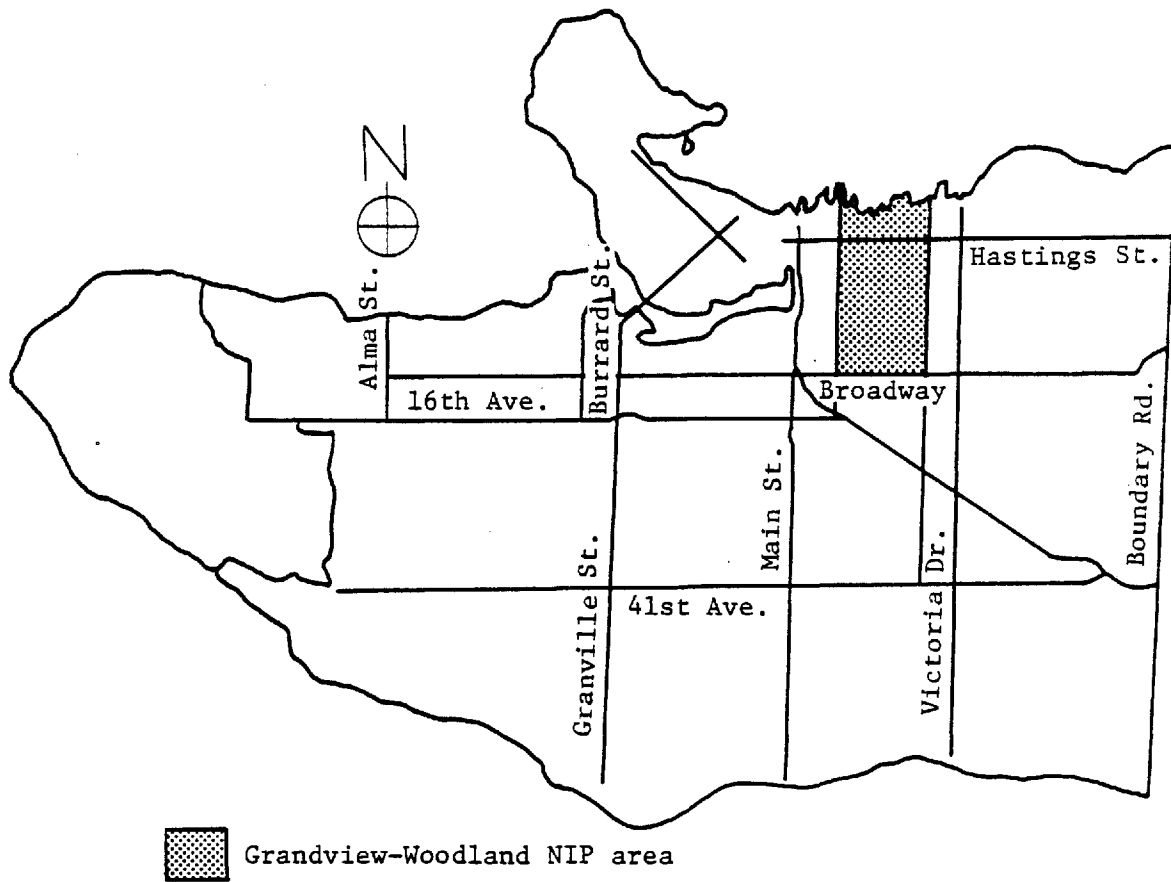 N
Hastings St.
Alma St.
Burrard St.
Broadway
16th Ave.
Boundary Rd.
Main St.
Victoria Dr.
Granville St.
41st Ave.
Grandview-Woodland NIP area